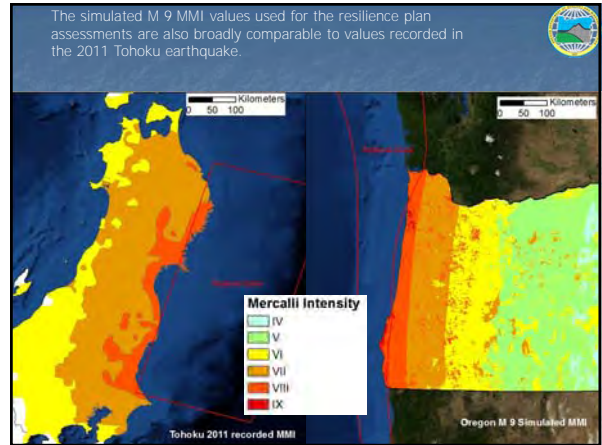 The simulated M 9 MMI values used for the resilience plan
assessments are also broadly comparable to values recorded in
the 2011 Tohoku earthquake.
Kilometers
0 50 100
Kilometers
0 50 100
Mercalli Intensity
IV
V
VI
VII
VIII
IX
Tohoku 2011 recorded MMI
Oregon M 9 Simulated MMI